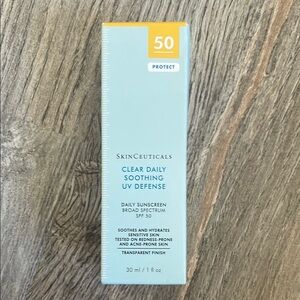 50
PROTECT
SKINCEUTICALS
CLEAR DAILY
SOOTHING
UV DEFENSE
DAILY SUNSCREEN
BROAD SPECTRUM
SPF 50
SOOTHES AND HYDRATES
SENSITIVE SKIN
TESTED ON REDNESS-PRONE
AND ACNE-PRONE SKIN.
TRANSPARENT FINISH
30 ml / 1 fl oz